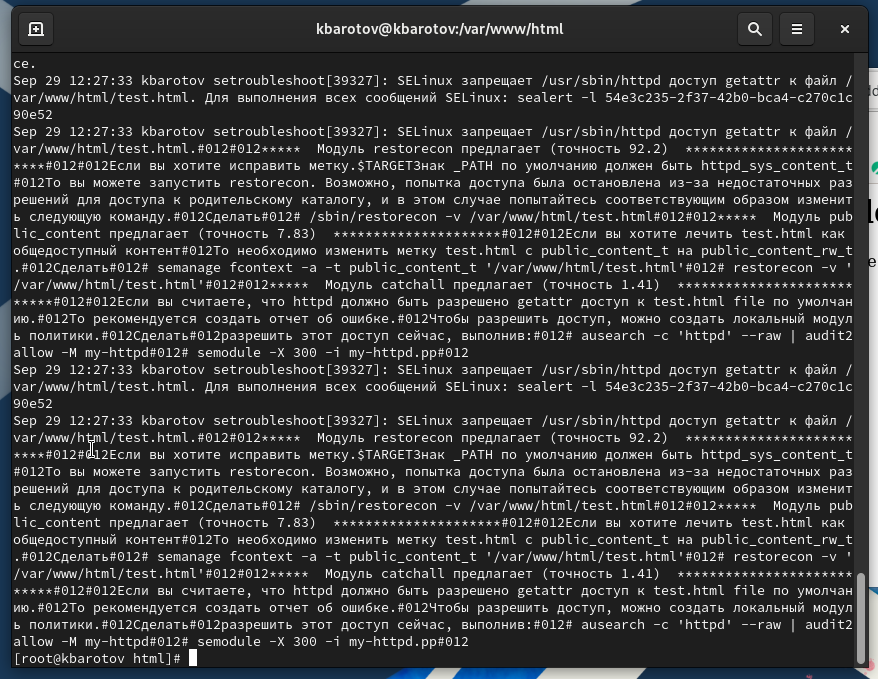 kbarotov@kbarotov:/var/www/html
се.
Sep 29 12:27:33 kbarotov setroubleshoot[39327]: SELinux запрещает /usr/sbin/httpd доступ getattr к файл /
var/www/html/test.html. Для выполнения всех сообщений SELinux: sealert -l 54e3c235-2f37-42b0-bca4-c270c1c
90e52
Sep 29 12:27:33 kbarotov setroubleshoot[39327]: SELinux запрещает /usr/sbin/httpd доступ getattr к файл /
var/www/html/test.html.#012#012*****  Модуль restorecon предлагает (точность 92.2)  *********************
****#012#012Если вы хотите исправить метку.$TARGETЗнак _PATH по умолчанию должен быть httpd_sys_content_t
#012То вы можете запустить restorecon. Возможно, попытка доступа была остановлена из-за недостаточных раз
решений для доступа к родительскому каталогу, и в этом случае попытайтесь соответствующим образом изменит
ь следующую команду.#012Сделать#012# /sbin/restorecon -v /var/www/html/test.html#012#012*****  Модуль pub
lic_content предлагает (точность 7.83)  *********************#012#012Если вы хотите лечить test.html как
общедоступный контент#012То необходимо изменить метку test.html с public_content_t на public_content_rw_t
.#012Сделать#012# semanage fcontext -a -t public_content_t '/var/www/html/test.html'#012# restorecon -v '
/var/www/html/test.html'#012#012*****  Модуль catchall предлагает (точность 1.41)  **********************
*****#012#012Если вы считаете, что httpd должно быть разрешено getattr доступ к test.html file по умолчан
ию.#012То рекомендуется создать отчет об ошибке.#012Чтобы разрешить доступ, можно создать локальный модул
ь политики.#012Сделать#012разрешить этот доступ сейчас, выполнив:#012# ausearch -c 'httpd' --raw | audit2
allow -M my-httpd#012# semodule -X 300 -i my-httpd.pp#012
Sep 29 12:27:33 kbarotov setroubleshoot[39327]: SELinux запрещает /usr/sbin/httpd доступ getattr к файл /
var/www/html/test.html. Для выполнения всех сообщений SELinux: sealert -l 54e3c235-2f37-42b0-bca4-c270c1c
90e52
Sep 29 12:27:33 kbarotov setroubleshoot[39327]: SELinux запрещает /usr/sbin/httpd доступ getattr к файл /
var/www/html/test.html.#012#012*****  Модуль restorecon предлагает (точность 92.2)  *********************
****#012#012Если вы хотите исправить метку.$TARGETЗнак _PATH по умолчанию должен быть httpd_sys_content_t
#012То вы можете запустить restorecon. Возможно, попытка доступа была остановлена из-за недостаточных раз
решений для доступа к родительскому каталогу, и в этом случае попытайтесь соответствующим образом изменит
ь следующую команду.#012Сделать#012# /sbin/restorecon -v /var/www/html/test.html#012#012*****  Модуль pub
lic_content предлагает (точность 7.83)  *********************#012#012Если вы хотите лечить test.html как
общедоступный контент#012То необходимо изменить метку test.html с public_content_t на public_content_rw_t
.#012Сделать#012# semanage fcontext -a -t public_content_t '/var/www/html/test.html'#012# restorecon -v '
/var/www/html/test.html'#012#012*****  Модуль catchall предлагает (точность 1.41)  **********************
*****#012#012Если вы считаете, что httpd должно быть разрешено getattr доступ к test.html file по умолчан
ию.#012То рекомендуется создать отчет об ошибке.#012Чтобы разрешить доступ, можно создать локальный модул
ь политики.#012Сделать#012разрешить этот доступ сейчас, выполнив:#012# ausearch -c 'httpd' --raw | audit2
allow -M my-httpd#012# semodule -X 300 -i my-httpd.pp#012
[root@kbarotov html]#